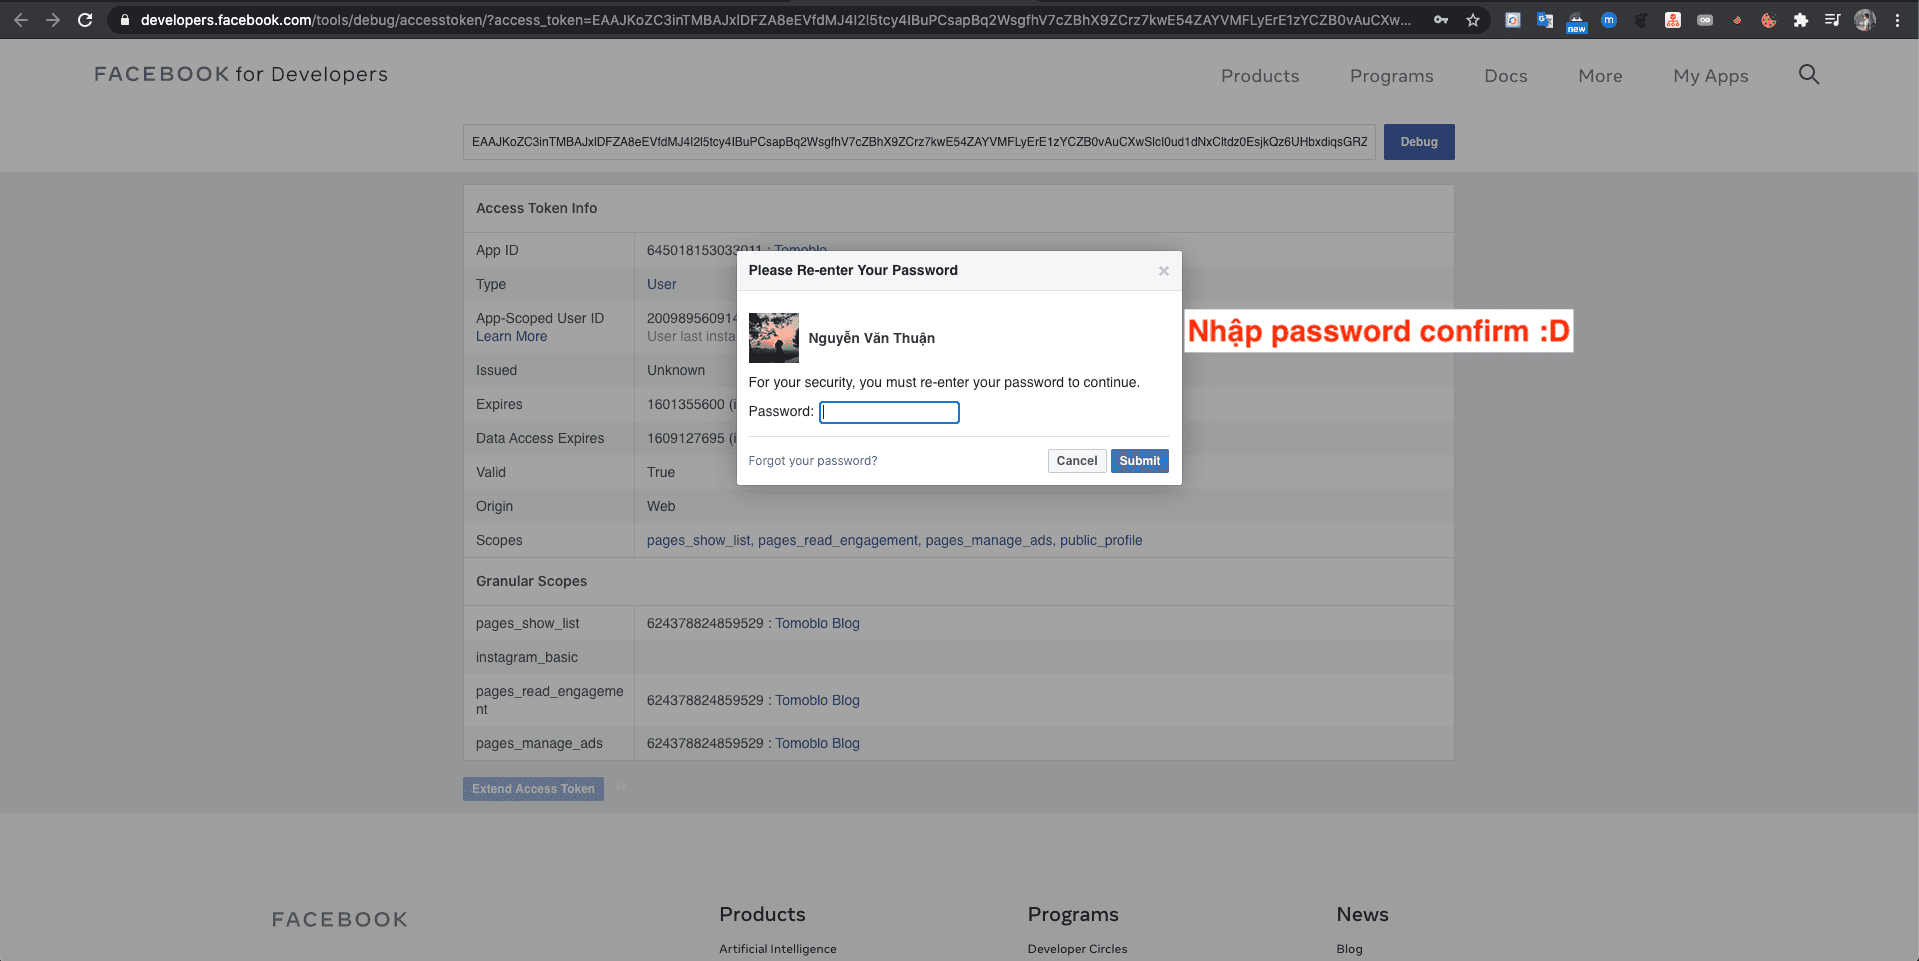 developers.facebook.com/tools/debug/accesstoken/?access_token=EAAJKoZC3inTMBAJxlDFZA8eEVfdMJ4I2I5tcy4IBuPCsapBq2WsgfhV7cZBhX9ZCrz7kwE54ZAYVMFLyErE1zYCZB0vAuCXw...
new
FACEBOOK for Developers
Products
Programs
Docs
More
My Apps
EAAJKoZC3inTMBAJxlDFZA8eEVfdMJ4I2I5tcy4IBuPCsapBq2WsgfhV7cZBhX9ZCrz7kwE54ZAYVMFLyErE1zYCZB0vAuCXwSlcI0ud1dNxCltdz0EsjkQz6UHbxdiqsGRZ
Debug
Access Token Info
App ID
645018153033011 : Tomoblo
Type
User
App-Scoped User ID
Learn More
200989560914
User last insta
Issued
Unknown
Expires
1601355600 (i
Data Access Expires
1609127695 (i
Valid
True
Origin
Web
Scopes
pages_show_list, pages_read_engagement, pages_manage_ads, public_profile
Please Re-enter Your Password
Nguyễn Văn Thuận
For your security, you must re-enter your password to continue.
Password:
Forgot your password?
Cancel
Submit
Nhập password confirm :D
Granular Scopes
pages_show_list
624378824859529 : Tomoblo Blog
instagram_basic
pages_read_engageme
nt
624378824859529 : Tomoblo Blog
pages_manage_ads
624378824859529 : Tomoblo Blog
Extend Access Token
FACEBOOK
Products
Artificial Intelligence
Programs
Developer Circles
News
Blog